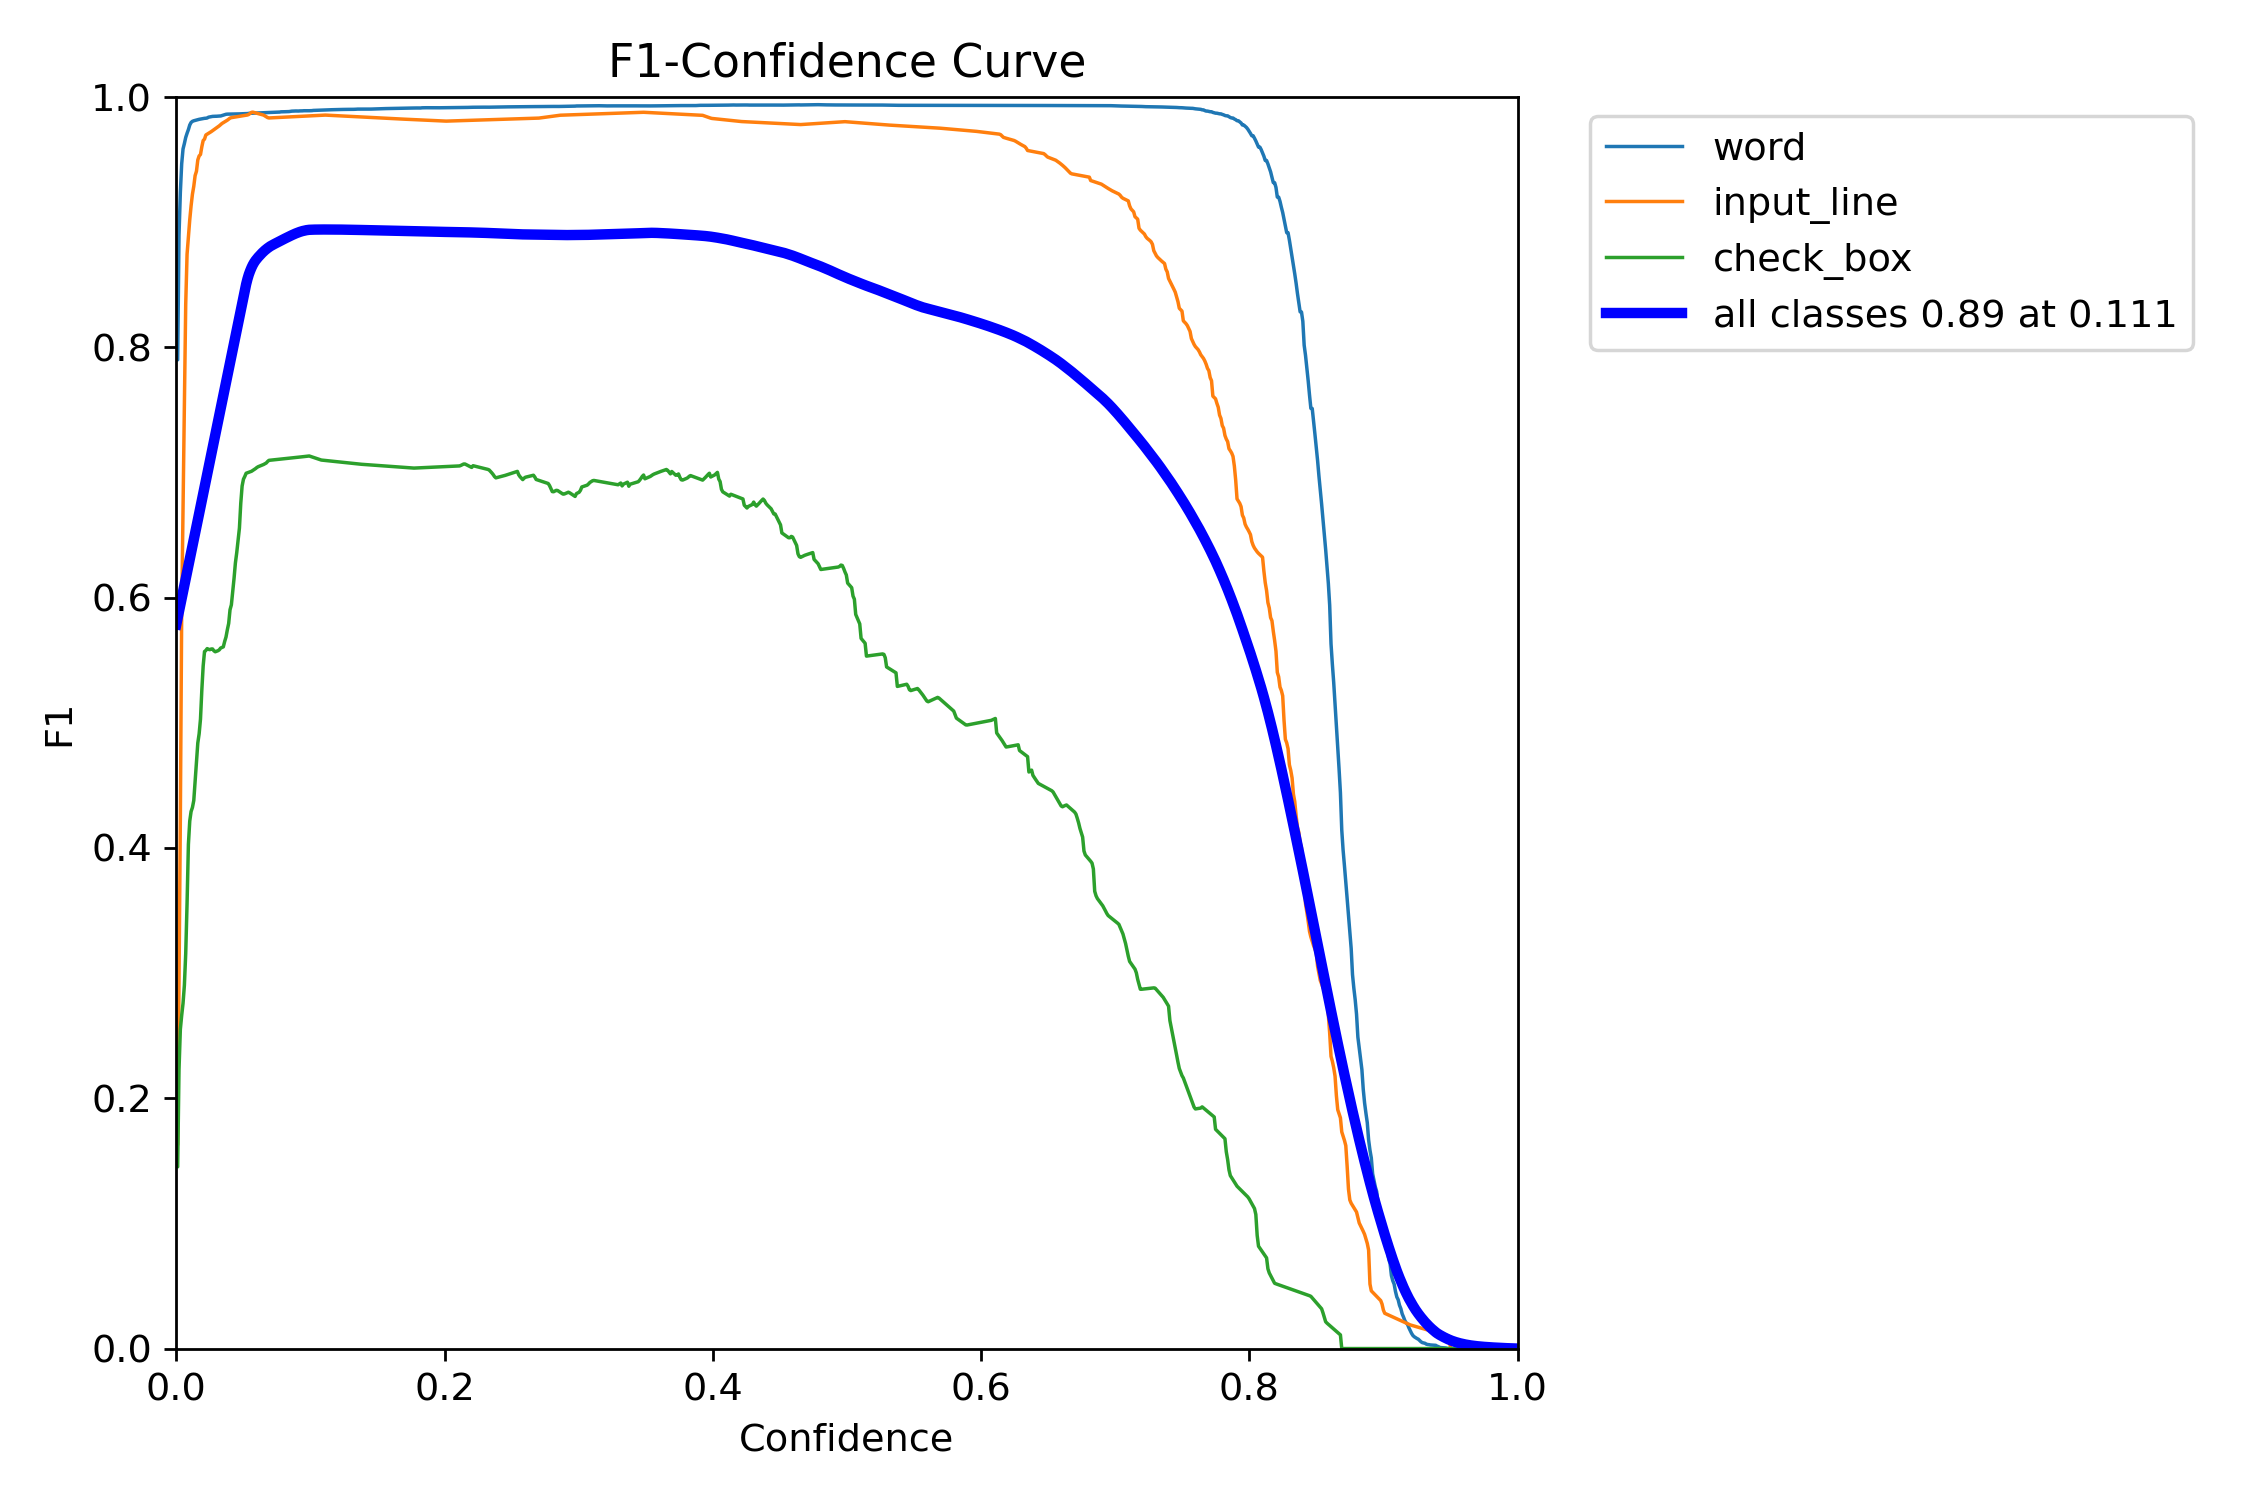 F1-Confidence Curve
word
input_line
check_box
all classes 0.89 at 0.111
1.0
0.8
0.6
0.4
0.2
0.0
F1
0.0 0.2 0.4 0.6 0.8 1.0
Confidence